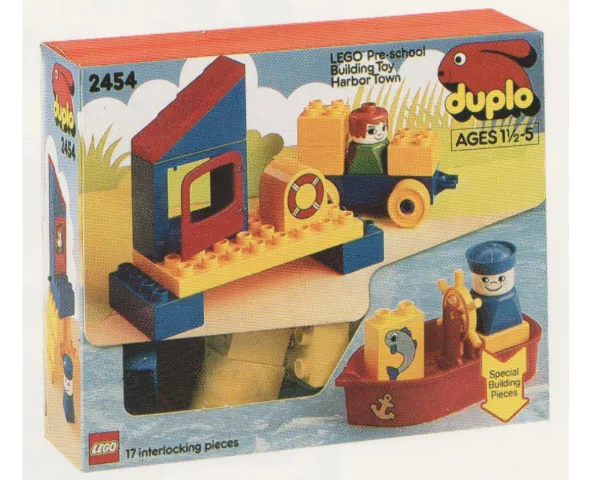 2454
LEGO Pre-school
Building Toy
Harbor Town
duplo
AGES 1½-5
2454
Special
Building
Pieces
LEGO
17 interlocking pieces